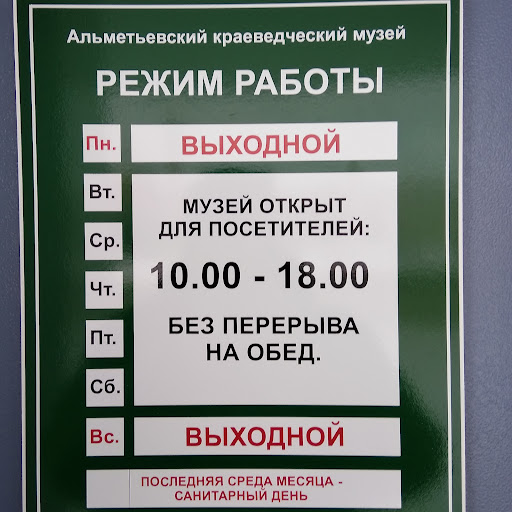 Альметьевский краеведческий музей
РЕЖИМ РАБОТЫ
Пн. ВЫХОДНОЙ
Вт.
Ср.
Чт.
Пт.
Сб.
МУЗЕЙ ОТКРЫТ
ДЛЯ ПОСЕТИТЕЛЕЙ:
10.00 - 18.00
БЕЗ ПЕРЕРЫВА
НА ОБЕД.
Вс. ВЫХОДНОЙ
ПОСЛЕДНЯЯ СРЕДА МЕСЯЦА -
САНИТАРНЫЙ ДЕНЬ